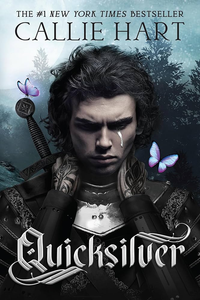 THE #1 NEW YORK TIMES BESTSELLER
CALLIE HART
Quicksilver